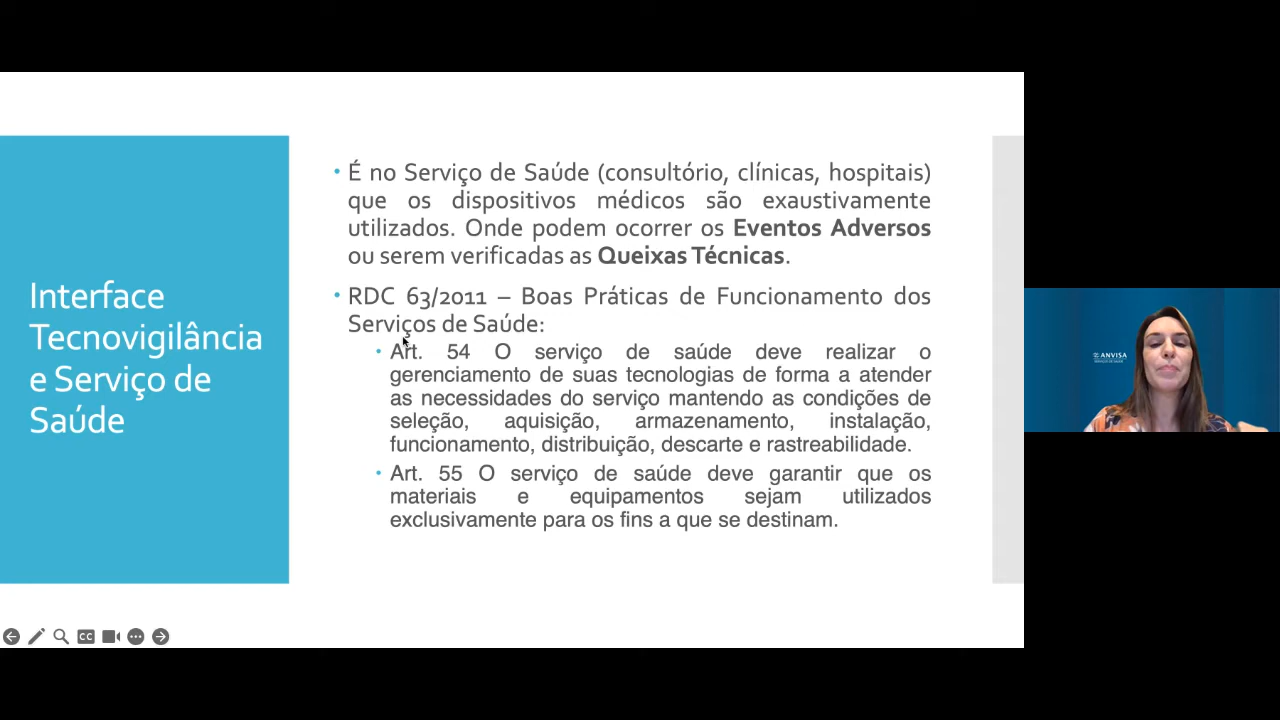 Interface
Tecnovigilância
e Serviço de
Saúde
• É no Serviço de Saúde (consultório, clínicas, hospitais)
que os dispositivos médicos são exaustivamente
utilizados. Onde podem ocorrer os Eventos Adversos
ou serem verificadas as Queixas Técnicas.
• RDC 63/2011 – Boas Práticas de Funcionamento dos
Serviços de Saúde:
• Art. 54 O serviço de saúde deve realizar o
gerenciamento de suas tecnologias de forma a atender
as necessidades do serviço mantendo as condições de
seleção, aquisição, armazenamento, instalação,
funcionamento, distribuição, descarte e rastreabilidade.
• Art. 55 O serviço de saúde deve garantir que os
materiais e equipamentos sejam utilizados
exclusivamente para os fins a que se destinam.
CC
ANVISA